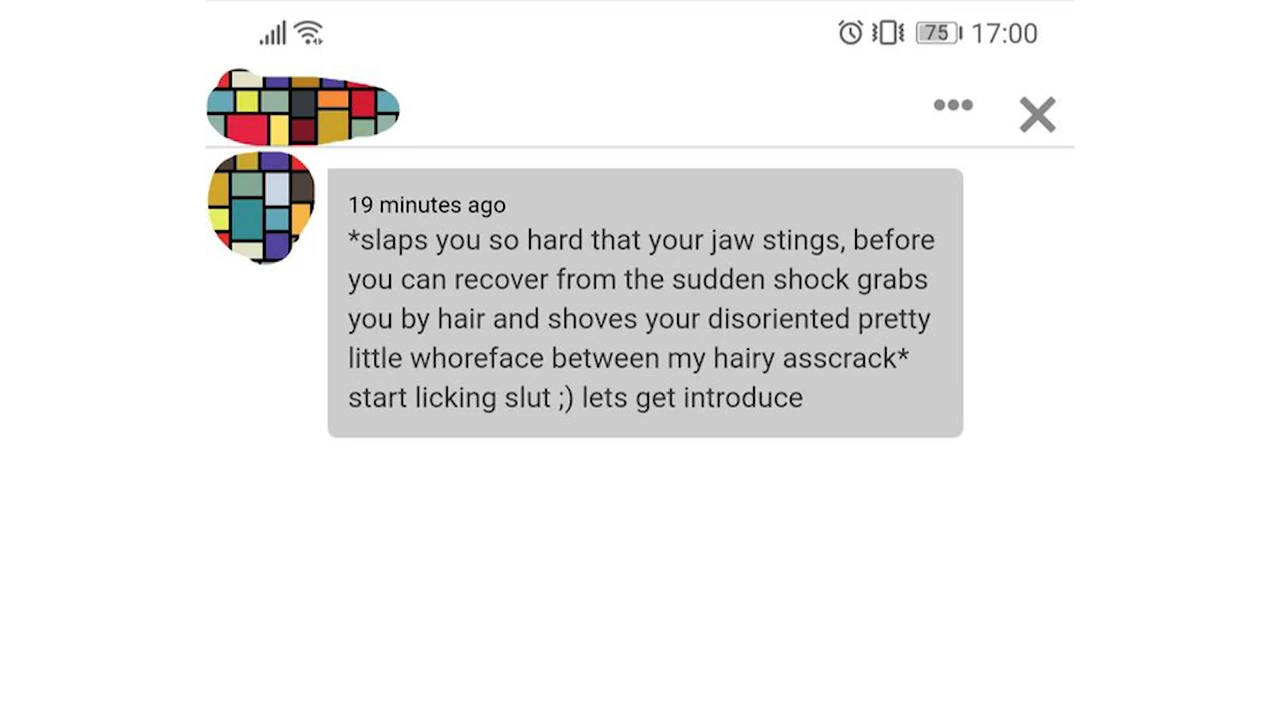 75 17:00
19 minutes ago
*slaps you so hard that your jaw stings, before
you can recover from the sudden shock grabs
you by hair and shoves your disoriented pretty
little whoreface between my hairy asscrack*
start licking slut ;) lets get introduce